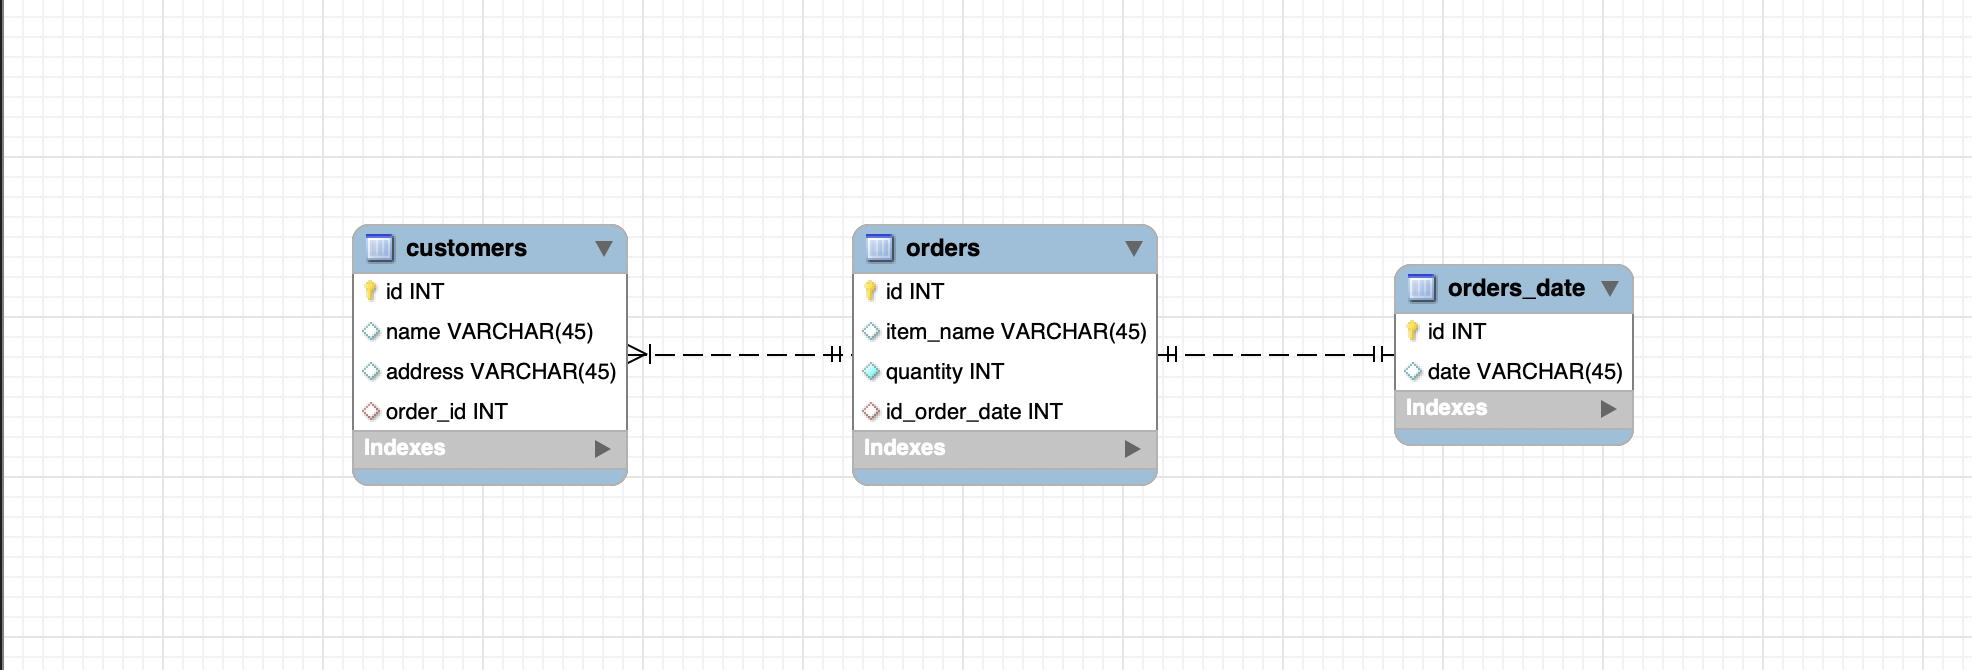 customers
id INT
name VARCHAR(45)
address VARCHAR(45)
order_id INT
Indexes
orders
id INT
item_name VARCHAR(45)
quantity INT
id_order_date INT
Indexes
orders_date
id INT
date VARCHAR(45)
Indexes